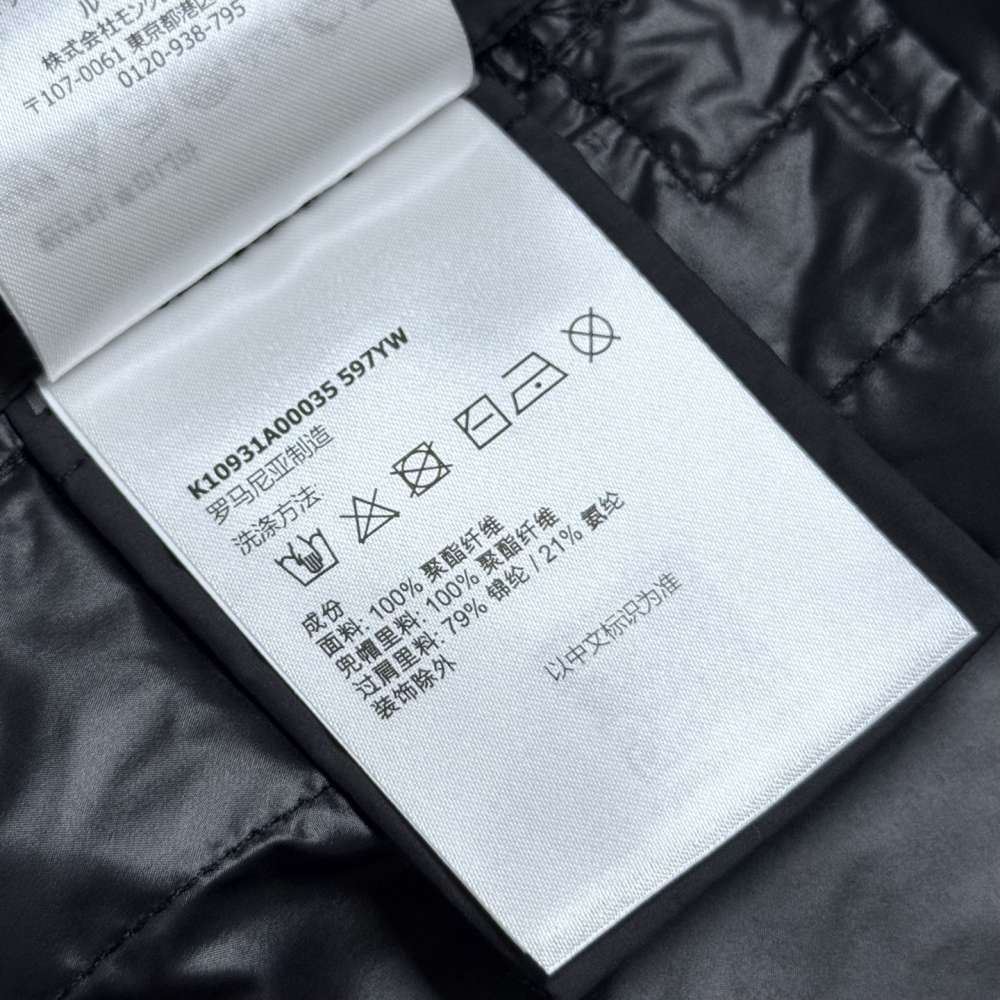 株式会社モンク
〒107-0061 東京都港区
0120-938-795
K10931A00035 597YW
罗马尼亚制造
洗涤方法:
成份
面料: 100% 聚酯纤维
兜帽里料: 100% 聚酯纤维
过肩里料: 79% 锦纶 / 21% 氨纶
装饰除外
以中文标识为准